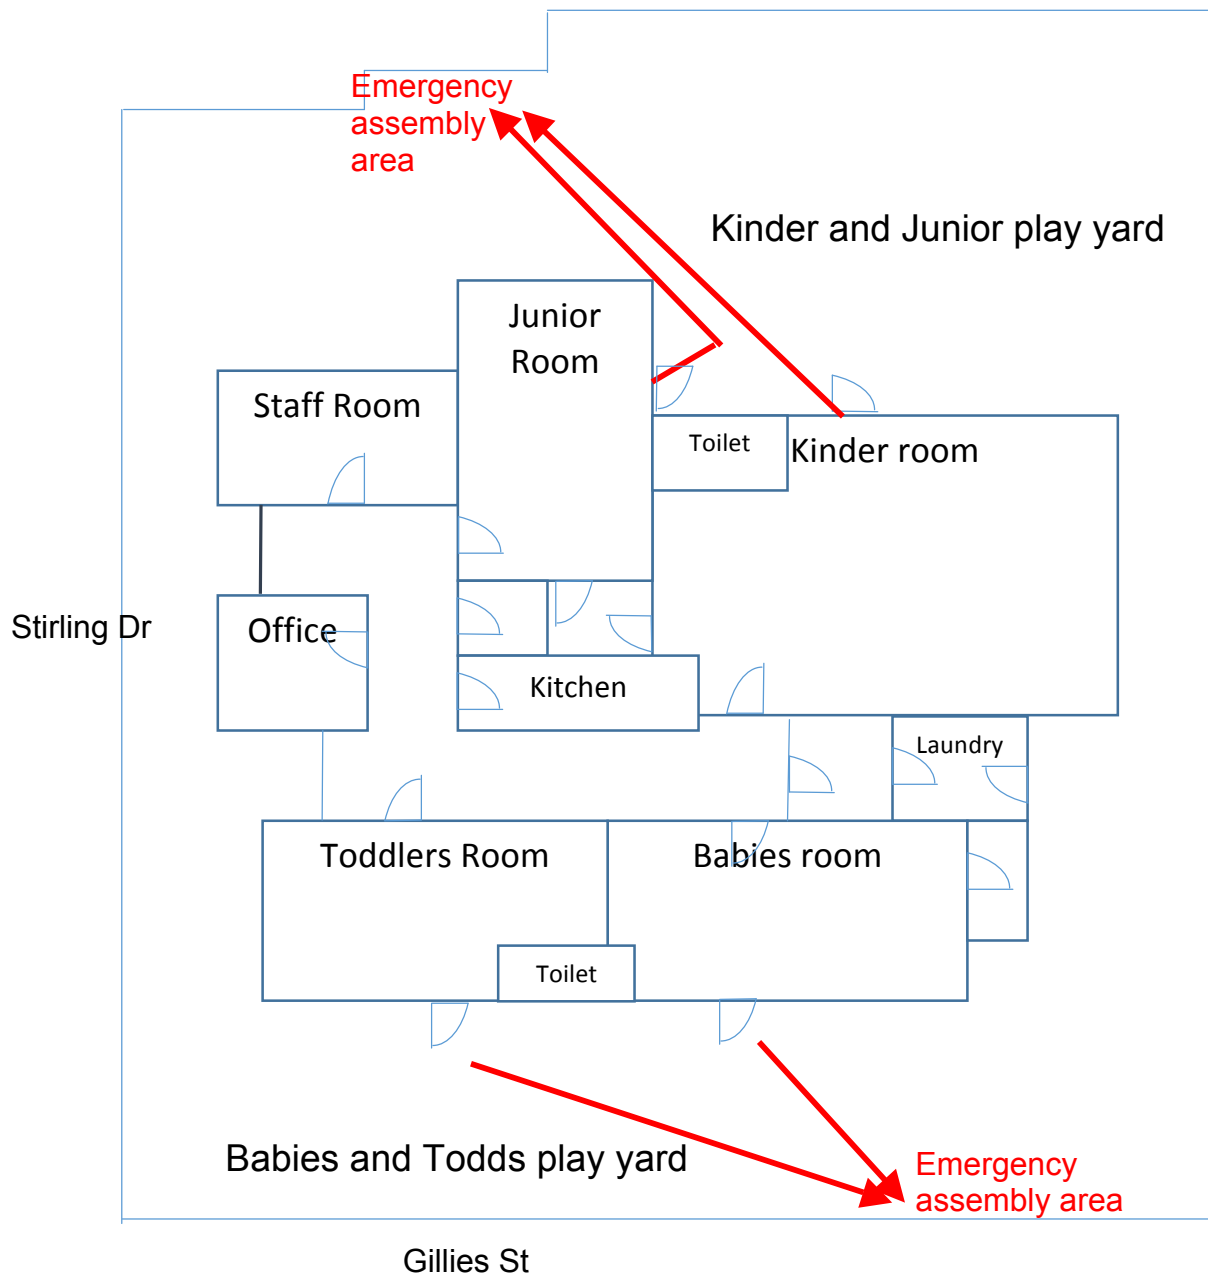 Emergency
assembly
area
Kinder and Junior play yard
Junior
Room
Staff Room
Toilet
Kinder room
Stirling Dr
Office
Kitchen
Laundry
Toddlers Room
Babies room
Toilet
Babies and Todds play yard
Emergency
assembly area
Gillies St